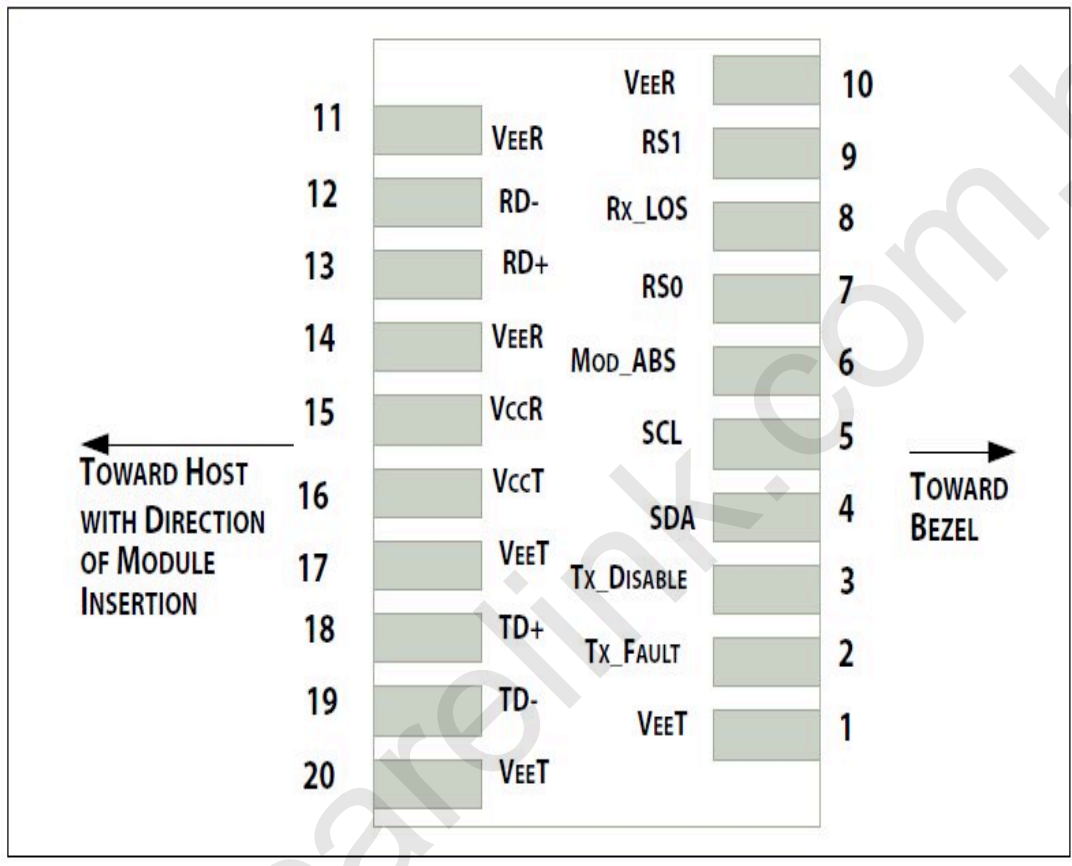 VEER 10
11 VEER
RS1 9
12 RD-
Rx_LOS 8
13 RD+
RS0 7
14 VEER
MOD_ABS 6
15 VCCR
SCL 5
TOWARD HOST
WITH DIRECTION
OF MODULE
INSERTION
16 VCCT
TOWARD
BEZEL
SDA 4
17 VEET
TX_DISABLE 3
18 TD+
TX_FAULT 2
19 TD-
VEET 1
20 VEET
arelink.com